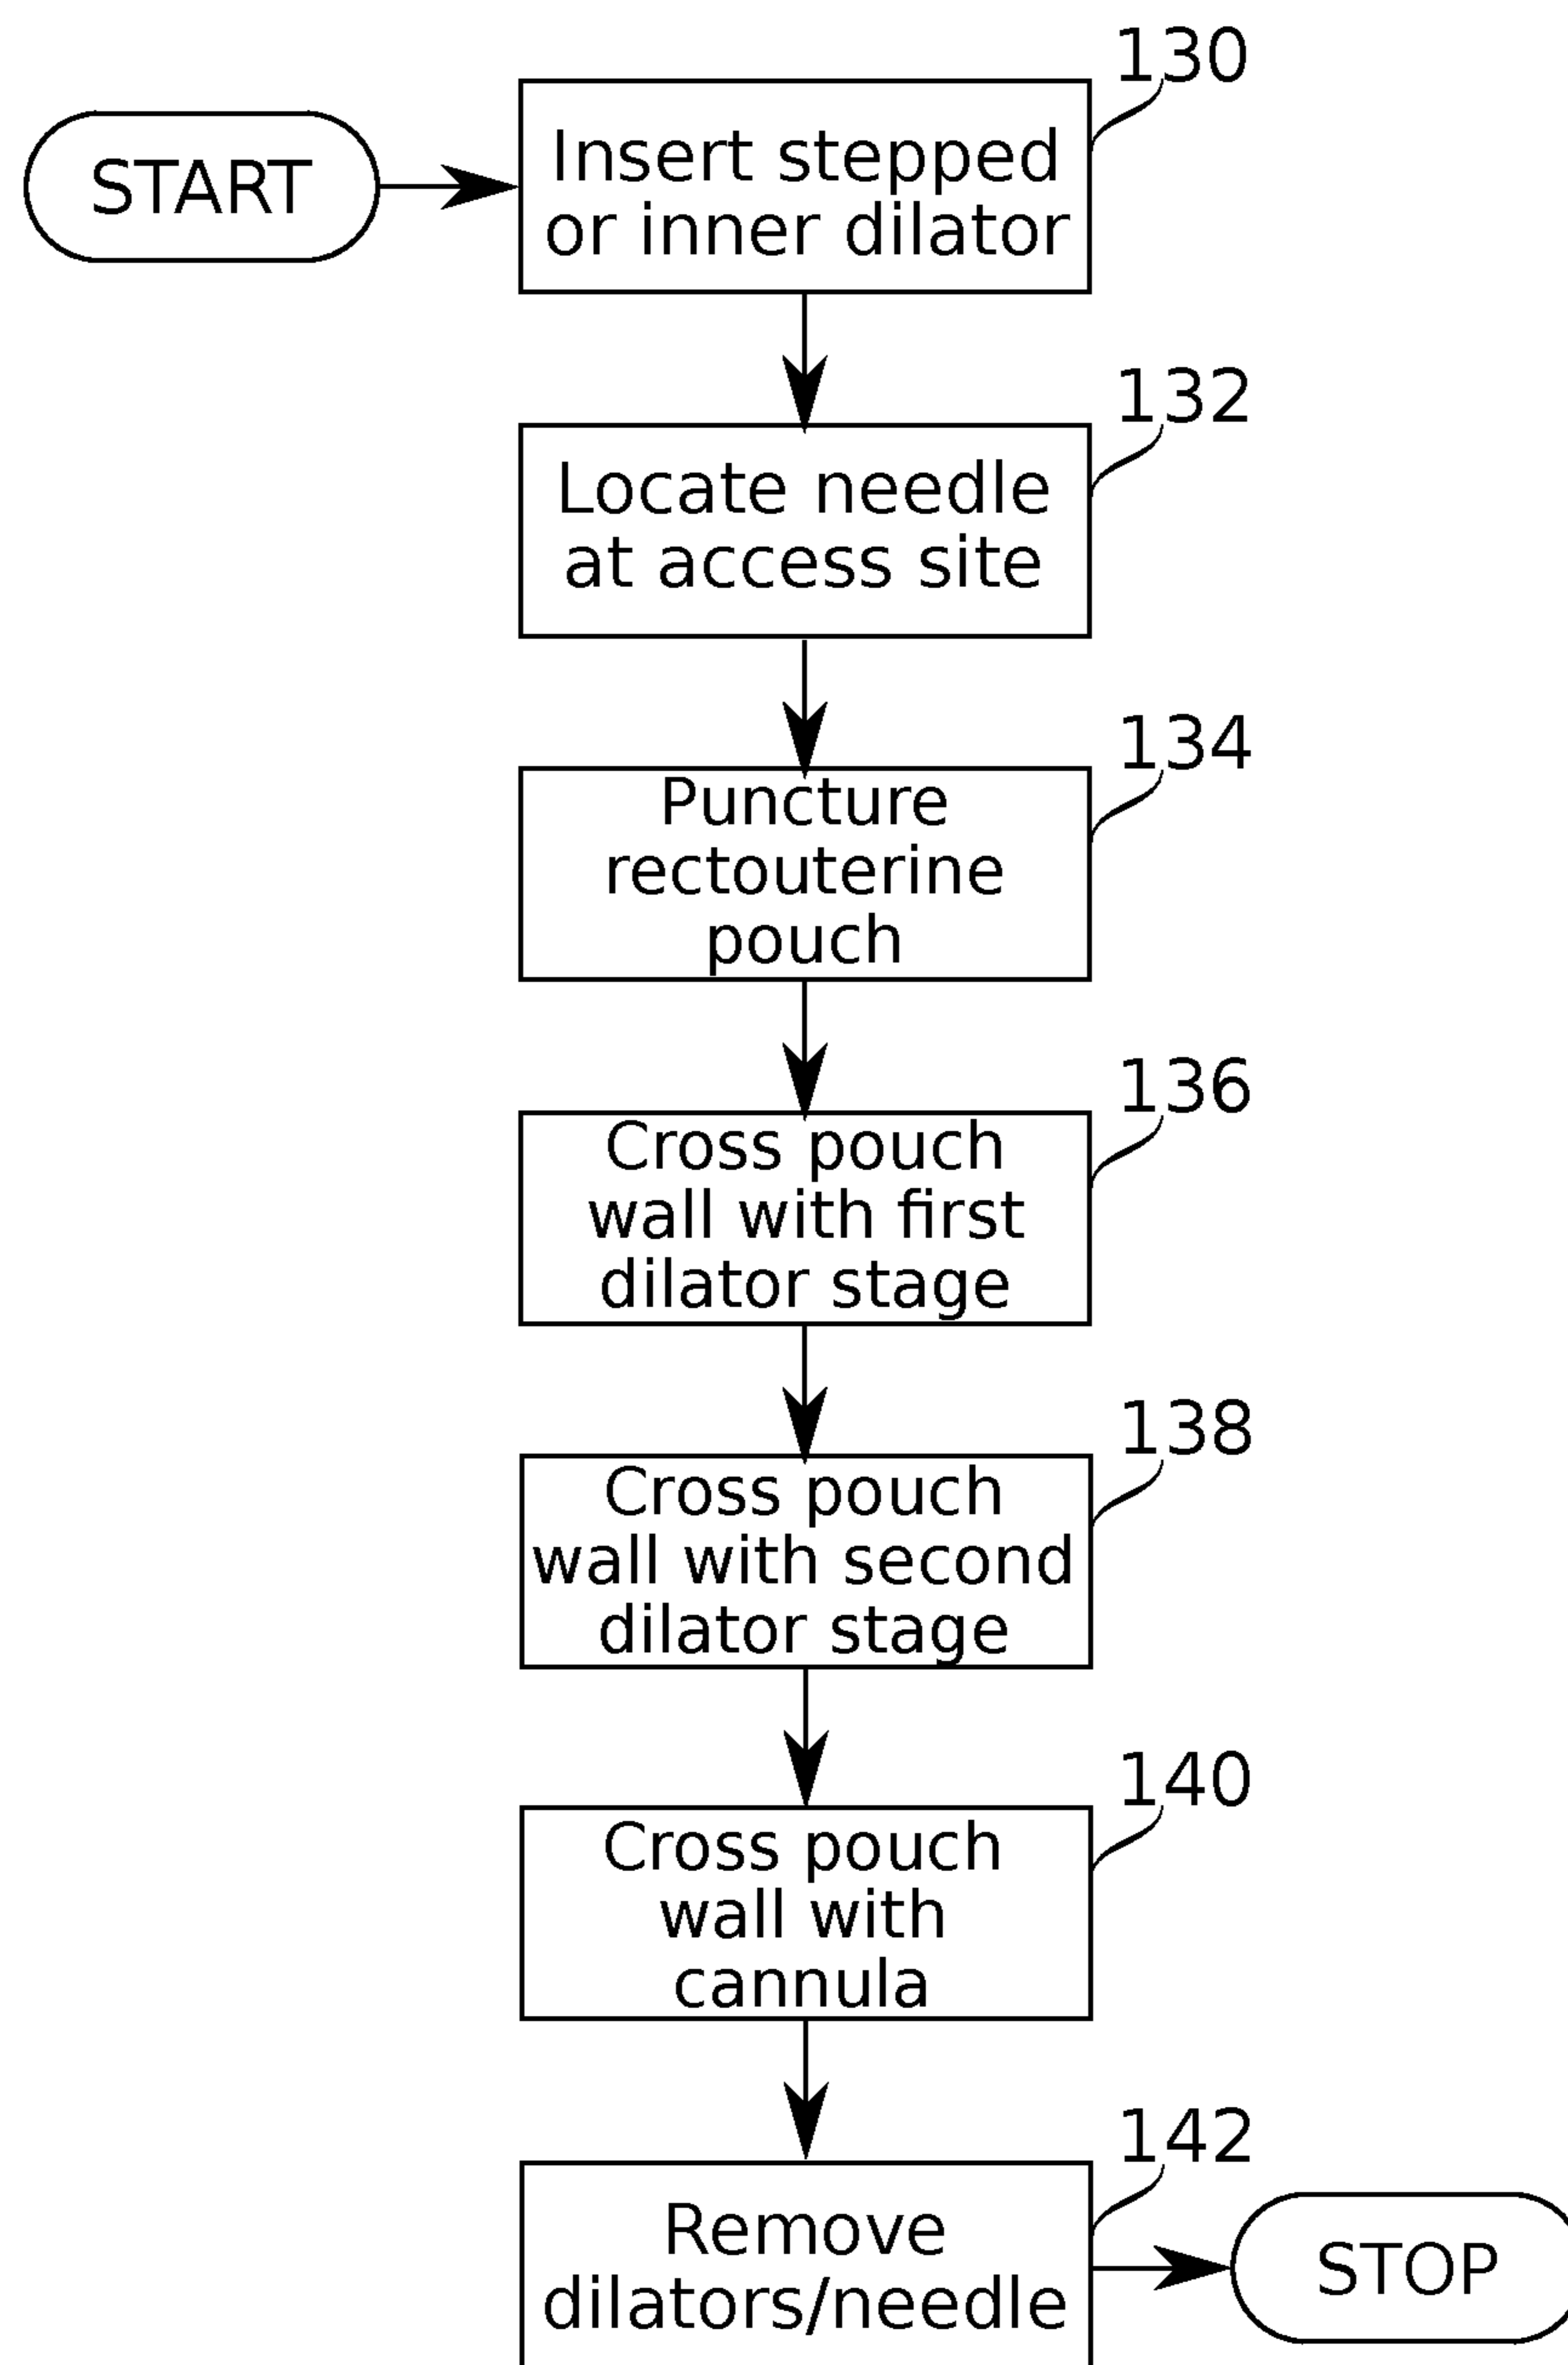 START
130
Insert stepped
or inner dilator
132
Locate needle
at access site
134
Puncture
rectouterine
pouch
136
Cross pouch
wall with first
dilator stage
138
Cross pouch
wall with second
dilator stage
140
Cross pouch
wall with
cannula
142
Remove
dilators/needle
STOP